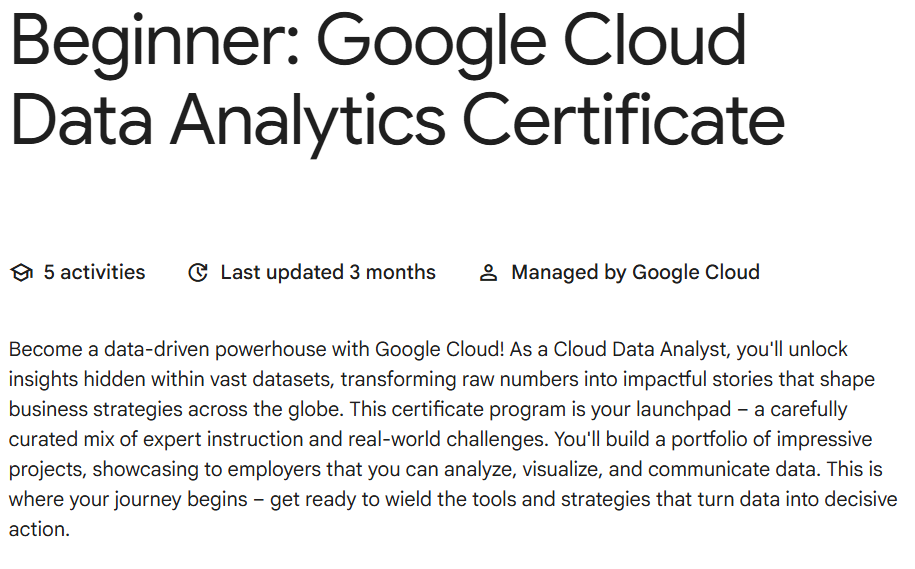 Beginner: Google Cloud
Data Analytics Certificate
5 activities
Last updated 3 months
Managed by Google Cloud
Become a data-driven powerhouse with Google Cloud! As a Cloud Data Analyst, you'll unlock
insights hidden within vast datasets, transforming raw numbers into impactful stories that shape
business strategies across the globe. This certificate program is your launchpad – a carefully
curated mix of expert instruction and real-world challenges. You'll build a portfolio of impressive
projects, showcasing to employers that you can analyze, visualize, and communicate data. This is
where your journey begins – get ready to wield the tools and strategies that turn data into decisive
action.